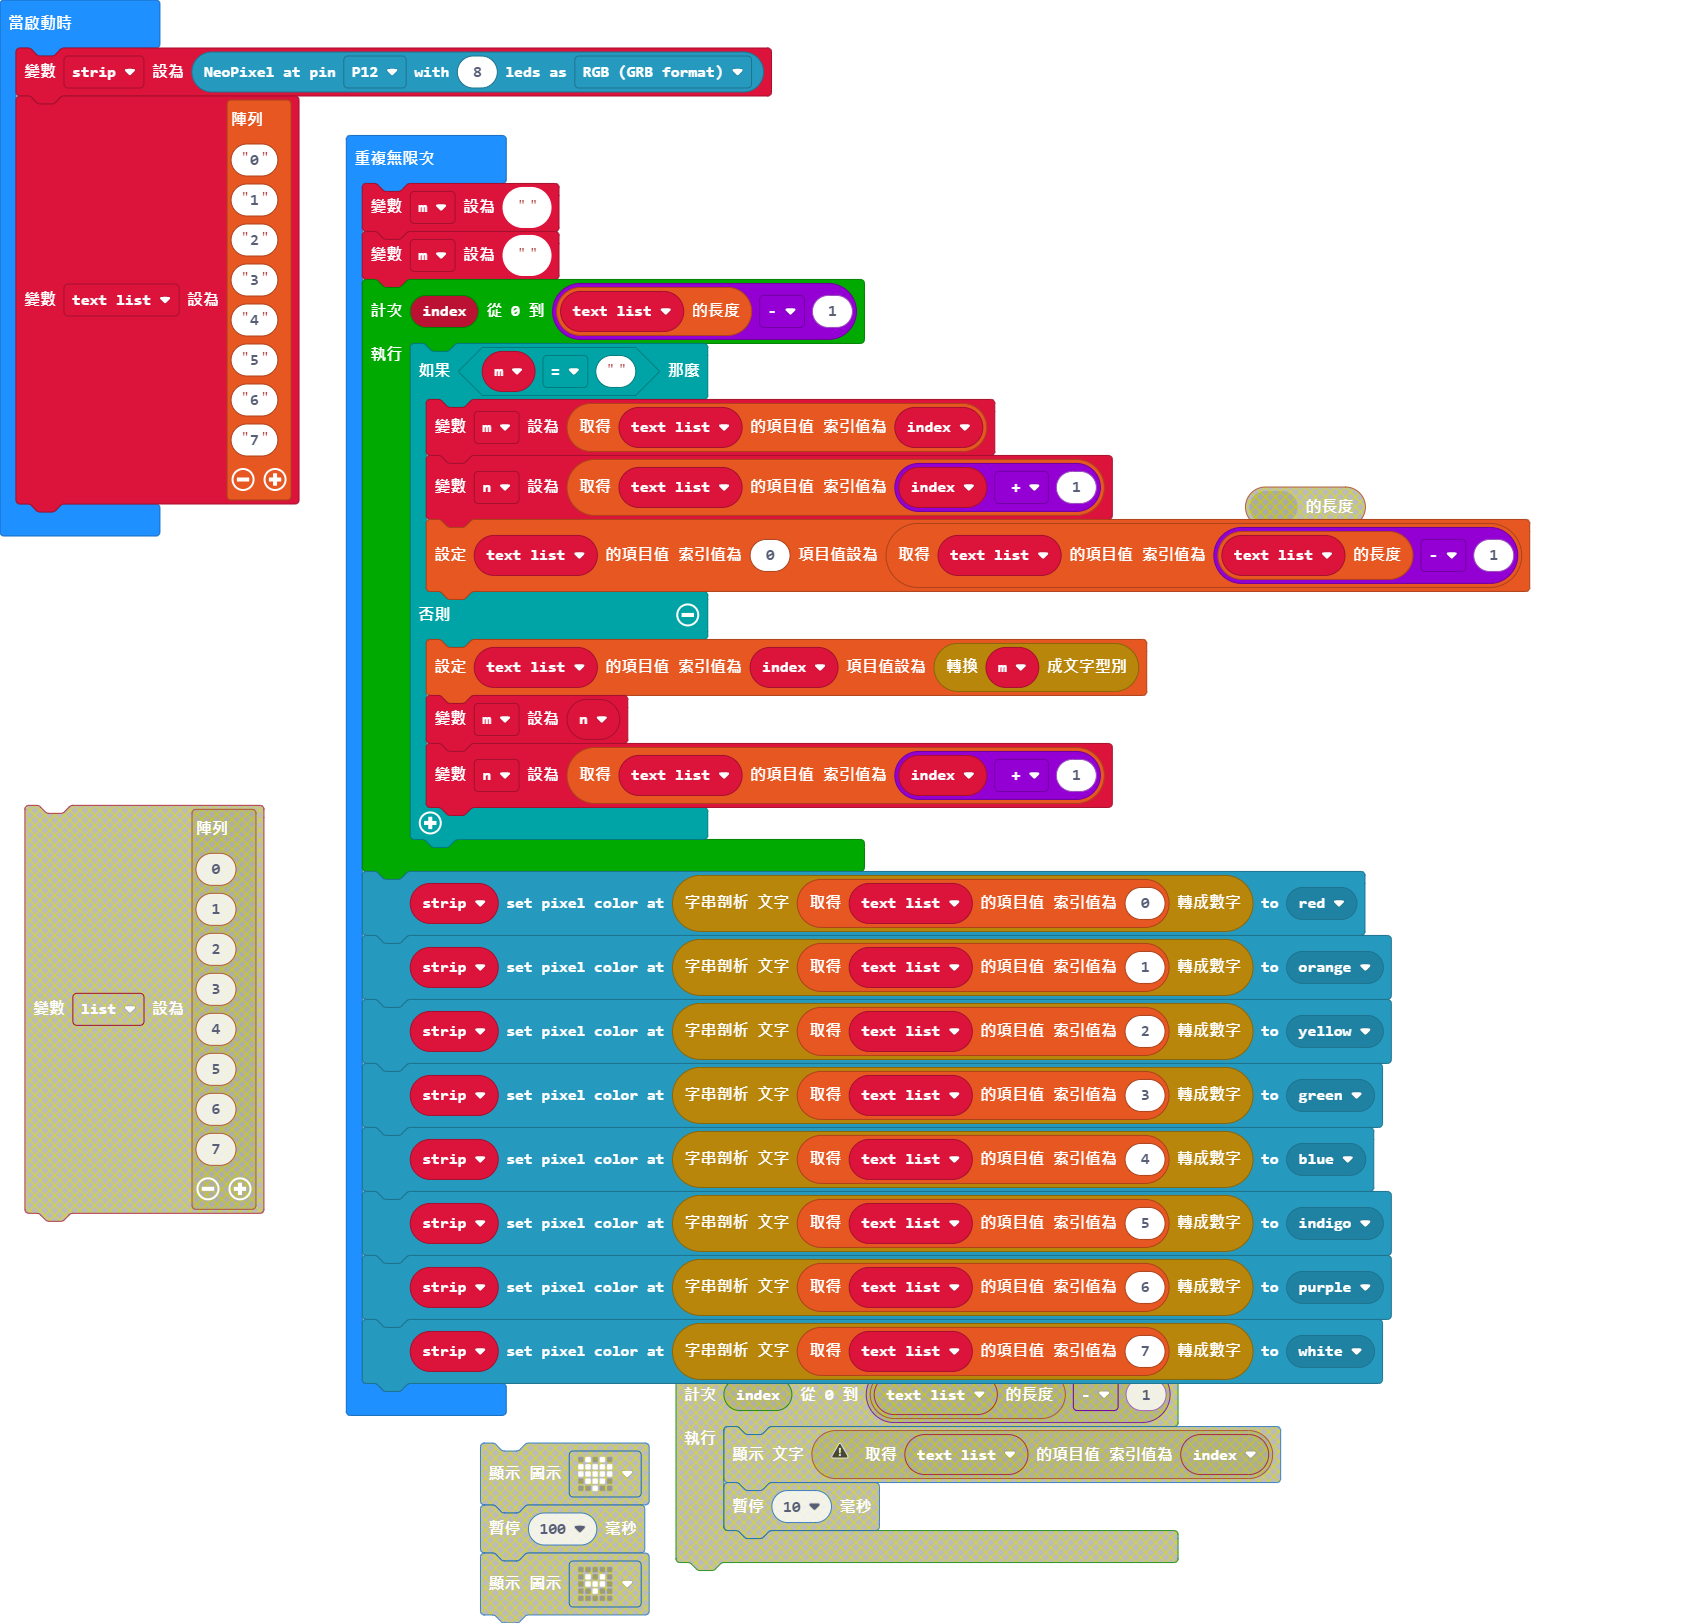 當啟動時
變數 strip 設為 NeoPixel at pin P12 with 8 leds as RGB (GRB format)
變數 text list 設為 陣列
"0"
"1"
"2"
"3"
"4"
"5"
"6"
"7"
重複無限次
變數 m 設為 " "
變數 m 設為 " "
計次 index 從 0 到 text list 的長度 - 1
執行
如果 m = " " 那麼
變數 m 設為 取得 text list 的項目值 索引值為 index
變數 n 設為 取得 text list 的項目值 索引值為 index + 1
的長度
設定 text list 的項目值 索引值為 0 項目值設為 取得 text list 的項目值 索引值為 text list 的長度 - 1
否則
設定 text list 的項目值 索引值為 index 項目值設為 轉換 m 成文字型別
變數 m 設為 n
變數 n 設為 取得 text list 的項目值 索引值為 index + 1
strip set pixel color at 字串剖析 文字 取得 text list 的項目值 索引值為 0 轉成數字 to red
strip set pixel color at 字串剖析 文字 取得 text list 的項目值 索引值為 1 轉成數字 to orange
strip set pixel color at 字串剖析 文字 取得 text list 的項目值 索引值為 2 轉成數字 to yellow
strip set pixel color at 字串剖析 文字 取得 text list 的項目值 索引值為 3 轉成數字 to green
strip set pixel color at 字串剖析 文字 取得 text list 的項目值 索引值為 4 轉成數字 to blue
strip set pixel color at 字串剖析 文字 取得 text list 的項目值 索引值為 5 轉成數字 to indigo
strip set pixel color at 字串剖析 文字 取得 text list 的項目值 索引值為 6 轉成數字 to purple
strip set pixel color at 字串剖析 文字 取得 text list 的項目值 索引值為 7 轉成數字 to white
變數 list 設為 陣列
0
1
2
3
4
5
6
7
計次 index 從 0 到 text list 的長度 - 1
執行
顯示 文字 取得 text list 的項目值 索引值為 index
暫停 10 毫秒
顯示 圖示
暫停 100 毫秒
顯示 圖示